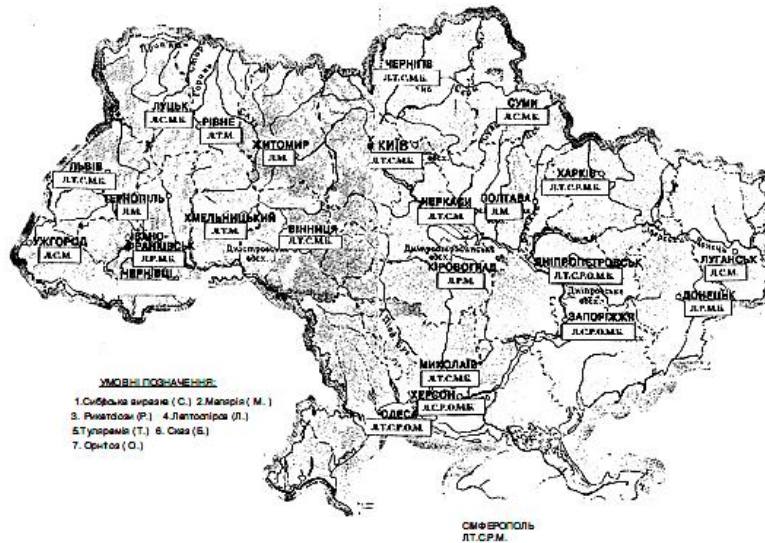 ЧЕРНІГІВ
Л.Т.С.М.Б.
СУМИ
Л.С.М.Б.
ЛУЦЬК
Л.С.М.Б.
РІВНЕ
Л.Т.М.
ЖИТОМИР
Л.М.
КИЇВ
Л.Т.С.М.Б.
ХАРКІВ
Л.Т.С.Р.М.Б.
ЛЬВІВ
Л.Т.С.М.Б.
ТЕРНОПІЛЬ
Л.М.
ХМЕЛЬНИЦЬКИЙ
Л.Т.М.
ВІННИЦЯ
Л.Т.С.М.Б.
ЧЕРКАСИ
Л.Т.С.М.
ПОЛТАВА
Л.М.
УЖГОРОД
Л.С.М.
ІВАНО-
ФРАНКІВСЬК
Л.Р.М.Б.
ЧЕРНІВЦІ
КІРОВОГРАД
Л.Р.М.
ДНІПРОПЕТРОВСЬК
Л.Т.С.Р.О.М.Б.
ЛУГАНСЬК
Л.С.М.
ДОНЕЦЬК
Л.Р.М.Б.
ЗАПОРІЖЖЯ
Л.С.Р.О.М.Б.
МИКОЛАЇВ
Л.Т.С.М.Б.
ХЕРСОН
Л.С.Р.О.М.Б.
ОДЕСА
Л.Т.С.Р.О.М.
УМОВНІ ПОЗНАЧЕННЯ:
1.Сибірська виразка ( С.) 2.Малярія ( М. )
3. Рикетсіози (Р.) 4.Лептоспіроз (Л.)
5.Туляремія (Т.) 6. Сказ (Б.)
7. Орнітоз ( О.)
СІМФЕРОПОЛЬ
Л.Т.С.Р.М.